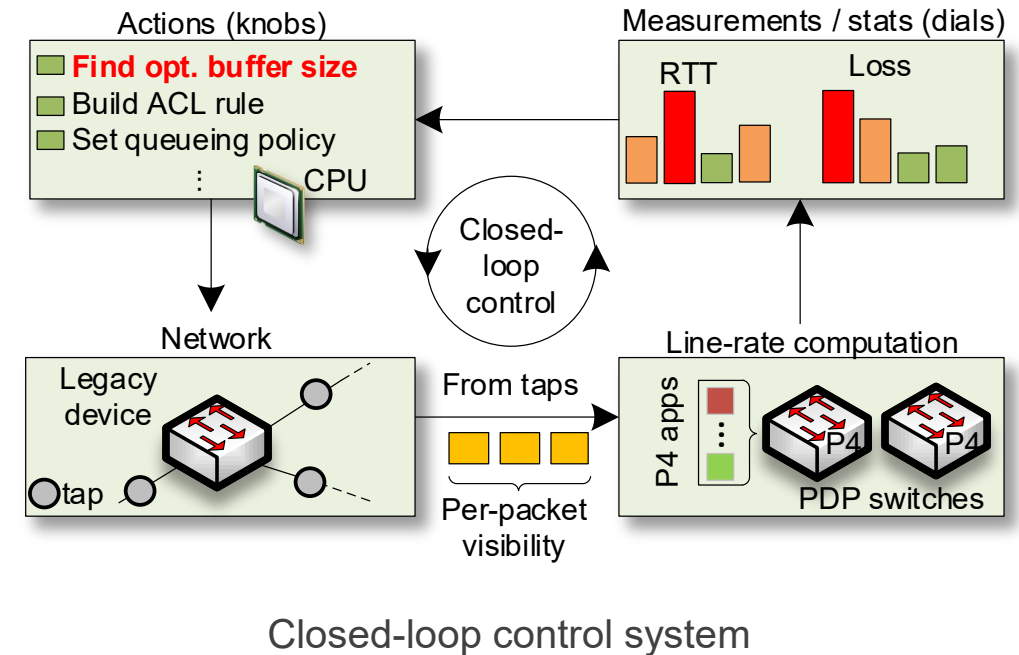 Actions (knobs)
Find opt. buffer size
Build ACL rule
Set queueing policy
⋮
CPU
Measurements / stats (dials)
RTT
Loss
Closed-
loop
control
Network
Legacy
device
tap
From taps
Per-packet
visibility
Line-rate computation
P4 apps
...
P4
P4
PDP switches
Closed-loop control system